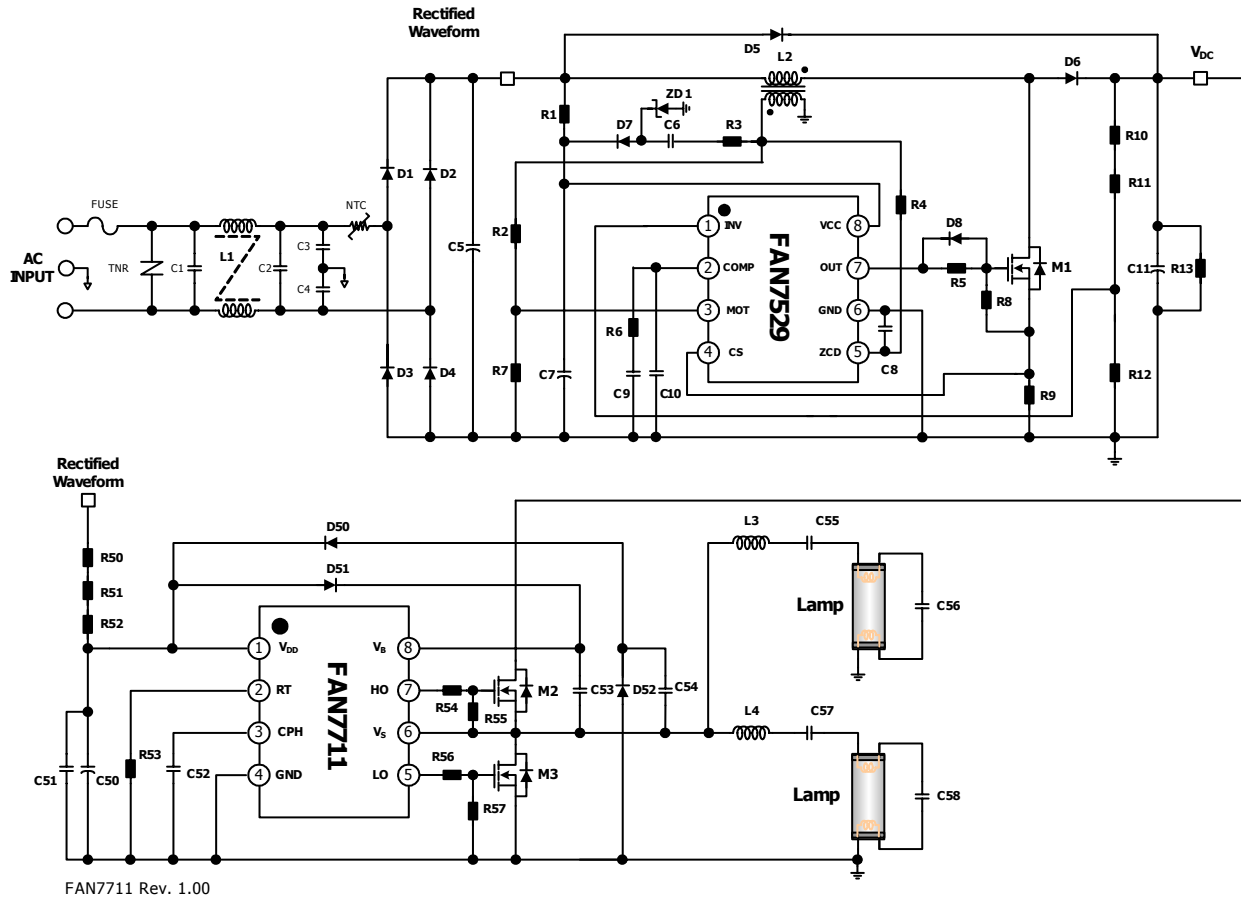 Rectified
Waveform
D5
L2
D6
VDC
ZD1
R1
D7
C6
R3
R10
D1
D2
R11
FUSE
NTC
R4
R2
INV
VCC
D8
AC
INPUT
TNR
C1
L1
C2
C3
C4
C5
1
8
2
COMP
FAN7529
OUT
7
R5
M1
C11
R13
R8
3
MOT
GND
6
R6
4
CS
ZCD
5
C8
D3
D4
R7
C7
C9
C10
R9
R12
Rectified
Waveform
D50
L3
C55
R50
D51
R51
Lamp
C56
R52
1
VDD
VB
8
2
RT
FAN7711
HO
7
R54
R55
M2
C53
D52
C54
L4
C57
3
CPH
VS
6
R53
R56
M3
C51
C50
C52
4
GND
LO
5
R57
Lamp
C58
FAN7711 Rev. 1.00